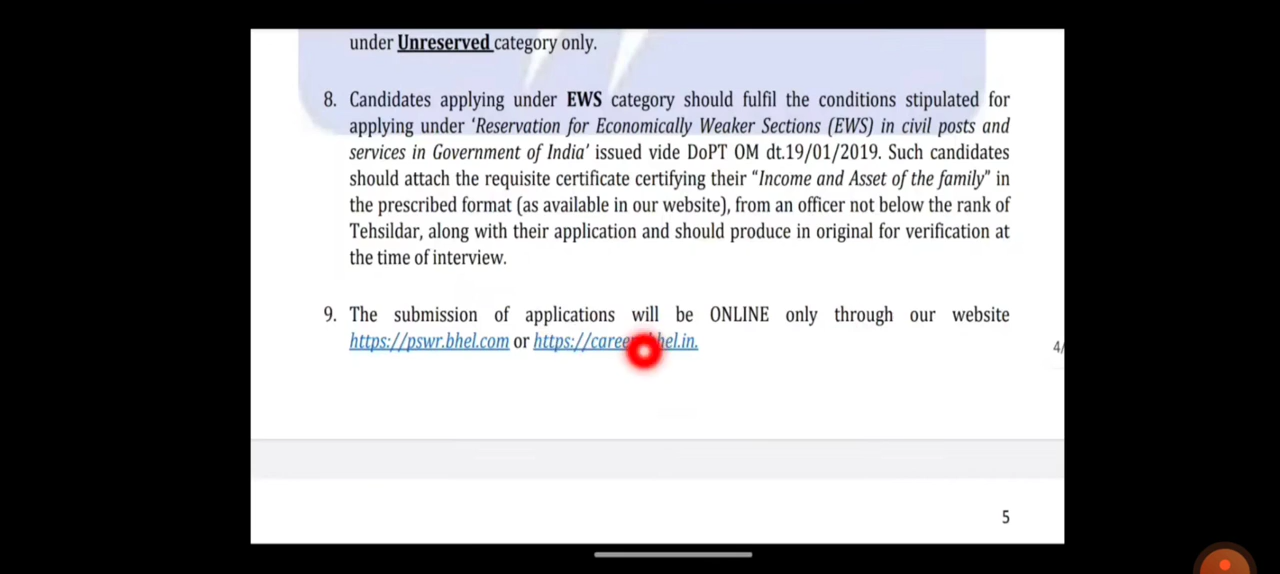 under Unreserved category only.
8. Candidates applying under EWS category should fulfil the conditions stipulated for
applying under ‘Reservation for Economically Weaker Sections (EWS) in civil posts and
services in Government of India’ issued vide DoPT OM dt.19/01/2019. Such candidates
should attach the requisite certificate certifying their “Income and Asset of the family” in
the prescribed format (as available in our website), from an officer not below the rank of
Tehsildar, along with their application and should produce in original for verification at
the time of interview.
9. The submission of applications will be ONLINE only through our website
https://pswr.bhel.com or
4/
5